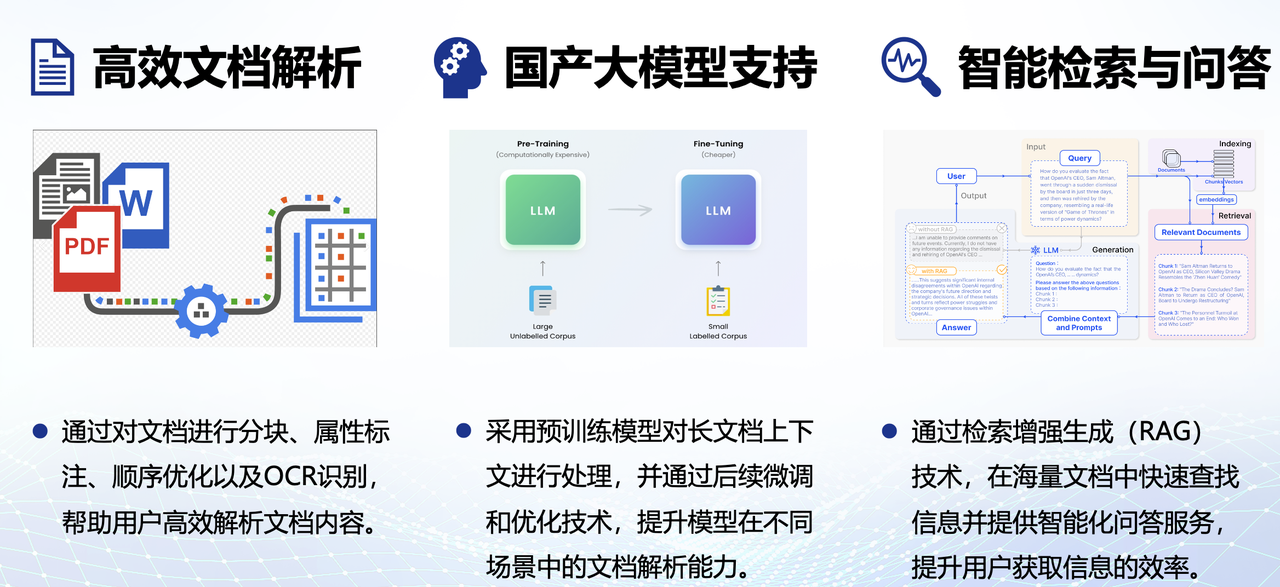 高效文档解析
W
PDF
通过对文档进行分块、属性标
注、顺序优化以及OCR识别，
帮助用户高效解析文档内容。
国产大模型支持
Pre-Training
(Computationally Expensive)
Fine-Tuning
(Cheaper)
LLM
LLM
Large
Unlabelled Corpus
Small
Labelled Corpus
采用预训练模型对长文档上下
文进行处理，并通过后续微调
和优化技术，提升模型在不同
场景中的文档解析能力。
智能检索与问答
Input
Query
How do you evaluate the fact
that OpenAI's CEO, Sam Altman,
went through a sudden dismissal
by the board in just three days,
and then was rehired by the
company, resembling a real-life
version of "Game of Thrones" in
terms of power dynamics?
Indexing
Documents
Chunks
Vectors
embeddings
User
Output
without RAG
...I am unable to provide comments on
future events. Currently, I do not have
any information regarding the dismissal
and rehiring of OpenAI's CEO ...
with RAG
...This suggests significant internal
disagreements within OpenAI regarding
the company's future direction and
strategic decisions. All of these twists
and turns reflect power struggles and
corporate governance issues within
OpenAI...
Answer
LLM
Generation
Question :
How do you evaluate the fact that the
OpenAI's CEO, ... ... dynamics?
Please answer the above questions
based on the following information :
Chunk 1 :
Chunk 2 :
Chunk 3 :
Combine Context
and Prompts
Retrieval
Relevant Documents
Chunk 1: "Sam Altman Returns to
OpenAI as CEO, Silicon Valley Drama
Resembles the 'Zhen Huan' Comedy"
Chunk 2: "The Drama Concludes? Sam
Altman to Return as CEO of OpenAI,
Board to Undergo Restructuring"
Chunk 3: "The Personnel Turmoil at
OpenAI Comes to an End: Who Won
and Who Lost?"
通过检索增强生成（RAG）
技术，在海量文档中快速查找
信息并提供智能化问答服务，
提升用户获取信息的效率。